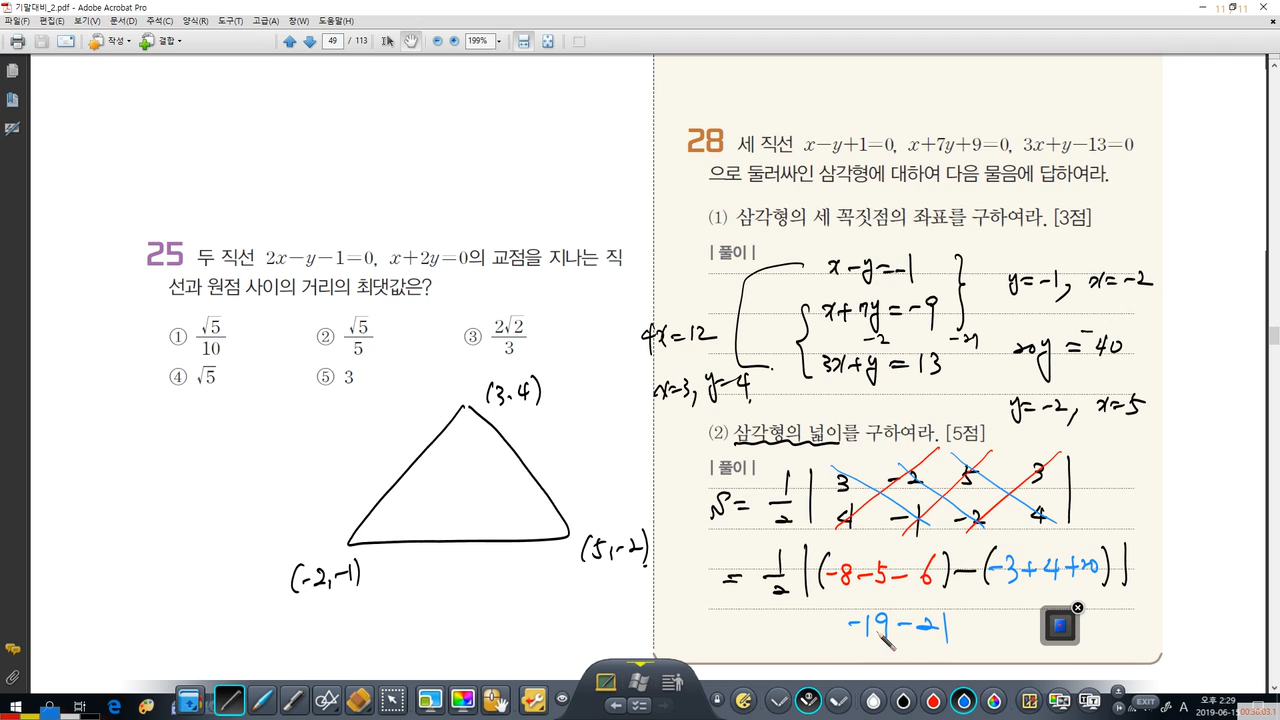 기말대비_2.pdf - Adobe Acrobat Pro
파일(F) 편집(E) 보기(V) 문서(D) 주석(C) 양식(R) 도구(T) 고급(A) 창(W) 도움말(H)
작성 결합 49 / 113 199%
25 두 직선 2x-y-1=0, x+2y=0의 교점을 지나는 직
선과 원점 사이의 거리의 최댓값은?
① √5/10 ② √5/5 ③ 2√2/3
④ √5 ⑤ 3
(3, 4)
(-2, -1)
(5, -2)
28 세 직선 x-y+1=0, x+7y+9=0, 3x+y-13=0
으로 둘러싸인 삼각형에 대하여 다음 물음에 답하여라.
(1) 삼각형의 세 꼭짓점의 좌표를 구하여라. [3점]
| 풀이 |
x-y=-1
y=-1, x=-2
x+7y=-9
4x=12
-2 -27
3x+y=13
20y=-40
x=3, y=4
y=-2, x=5
(2) 삼각형의 넓이를 구하여라. [5점]
| 풀이 |
S= 1/2 | 3 -2 5 3
4 -1 -2 4 |
= 1/2 |(-8-5-6)-(-3+4+20)|
-19-21
EXIT A 오후 2:29